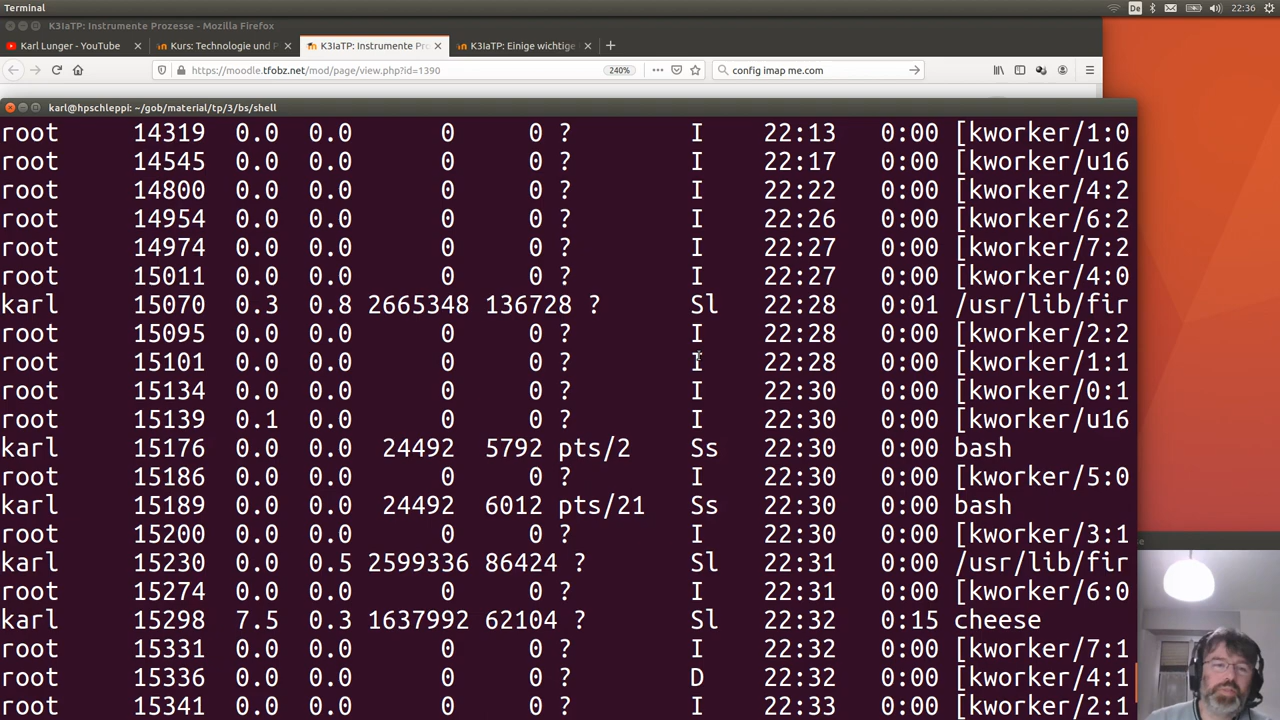 Terminal
De
22:36
K3IaTP: Instrumente Prozesse - Mozilla Firefox
Karl Lunger - YouTube
Kurs: Technologie und P
K3IaTP: Instrumente Pro
K3IaTP: Einige wichtige
https://moodle.tfobz.net/mod/page/view.php?id=1390
240%
config imap me.com
karl@hpschleppi: ~/gob/material/tp/3/bs/shell
root 14319 0.0 0.0 0 0 ? I 22:13 0:00 [kworker/1:0
root 14545 0.0 0.0 0 0 ? I 22:17 0:00 [kworker/u16
root 14800 0.0 0.0 0 0 ? I 22:22 0:00 [kworker/4:2
root 14954 0.0 0.0 0 0 ? I 22:26 0:00 [kworker/6:2
root 14974 0.0 0.0 0 0 ? I 22:27 0:00 [kworker/7:2
root 15011 0.0 0.0 0 0 ? I 22:27 0:00 [kworker/4:0
karl 15070 0.3 0.8 2665348 136728 ? Sl 22:28 0:01 /usr/lib/fir
root 15095 0.0 0.0 0 0 ? I 22:28 0:00 [kworker/2:2
root 15101 0.0 0.0 0 0 ? I 22:28 0:00 [kworker/1:1
root 15134 0.0 0.0 0 0 ? I 22:30 0:00 [kworker/0:1
root 15139 0.1 0.0 0 0 ? I 22:30 0:00 [kworker/u16
karl 15176 0.0 0.0 24492 5792 pts/2 Ss 22:30 0:00 bash
root 15186 0.0 0.0 0 0 ? I 22:30 0:00 [kworker/5:0
karl 15189 0.0 0.0 24492 6012 pts/21 Ss 22:30 0:00 bash
root 15200 0.0 0.0 0 0 ? I 22:30 0:00 [kworker/3:1
karl 15230 0.0 0.5 2599336 86424 ? Sl 22:31 0:00 /usr/lib/fir
root 15274 0.0 0.0 0 0 ? I 22:31 0:00 [kworker/6:0
karl 15298 7.5 0.3 1637992 62104 ? Sl 22:32 0:15 cheese
root 15331 0.0 0.0 0 0 ? I 22:32 0:00 [kworker/7:1
root 15336 0.0 0.0 0 0 ? D 22:32 0:00 [kworker/4:1
root 15341 0.0 0.0 0 0 ? I 22:33 0:00 [kworker/2:1